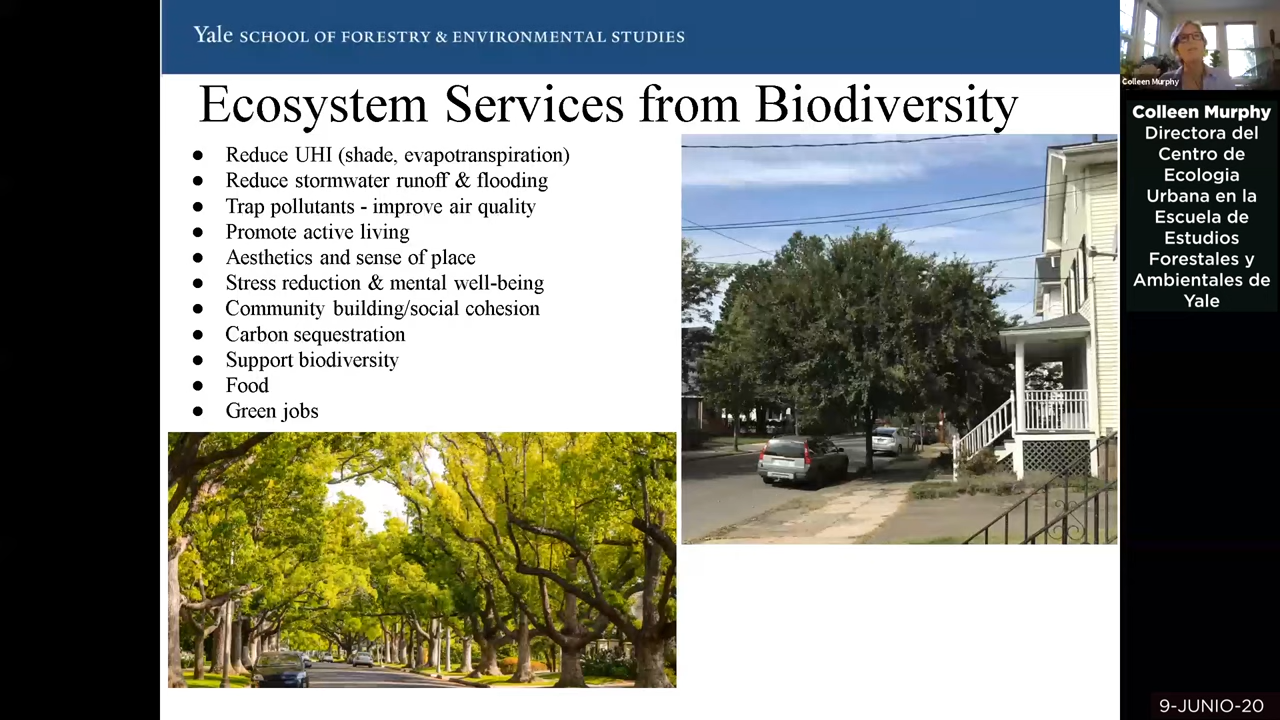 Yale SCHOOL OF FORESTRY & ENVIRONMENTAL STUDIES
Ecosystem Services from Biodiversity
● Reduce UHI (shade, evapotranspiration)
● Reduce stormwater runoff & flooding
● Trap pollutants - improve air quality
● Promote active living
● Aesthetics and sense of place
● Stress reduction & mental well-being
● Community building/social cohesion
● Carbon sequestration
● Support biodiversity
● Food
● Green jobs
Colleen Murphy
Colleen Murphy
Directora del
Centro de
Ecologia
Urbana en la
Escuela de
Estudios
Forestales y
Ambientales de
Yale
9-JUNIO-20